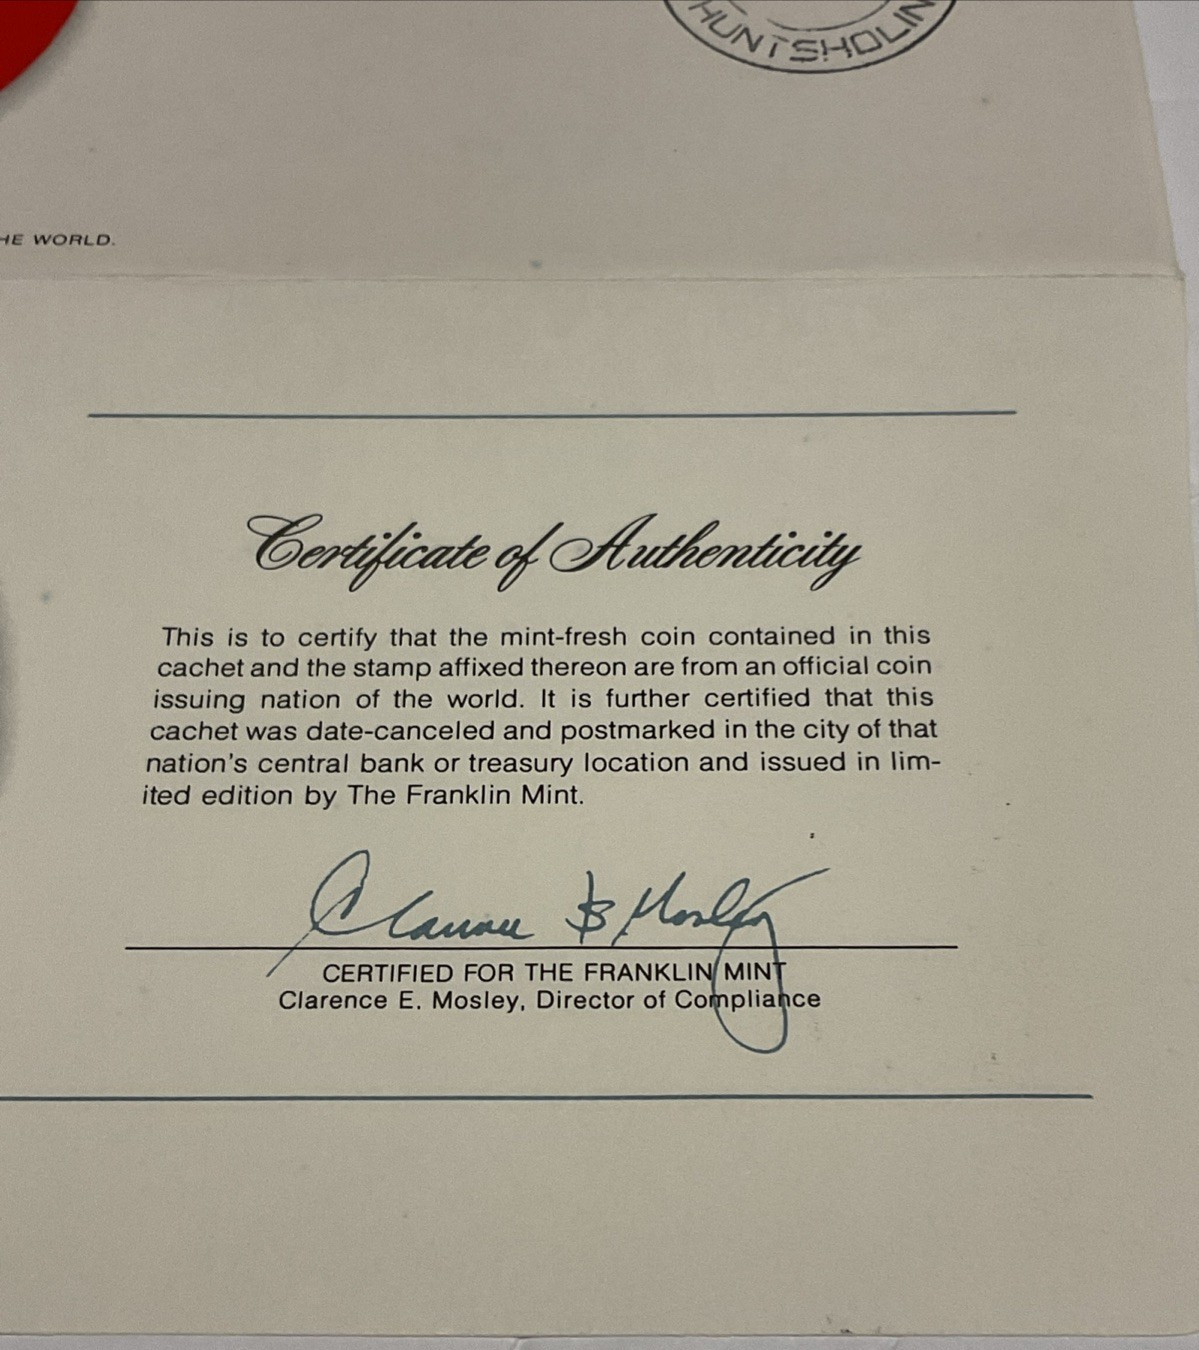 HUNTSHOLIN
HE WORLD.
Certificate of Authenticity
This is to certify that the mint-fresh coin contained in this
cachet and the stamp affixed thereon are from an official coin
issuing nation of the world. It is further certified that this
cachet was date-canceled and postmarked in the city of that
nation's central bank or treasury location and issued in lim-
ited edition by The Franklin Mint.
Clarence B Mosley
CERTIFIED FOR THE FRANKLIN MINT
Clarence E. Mosley, Director of Compliance